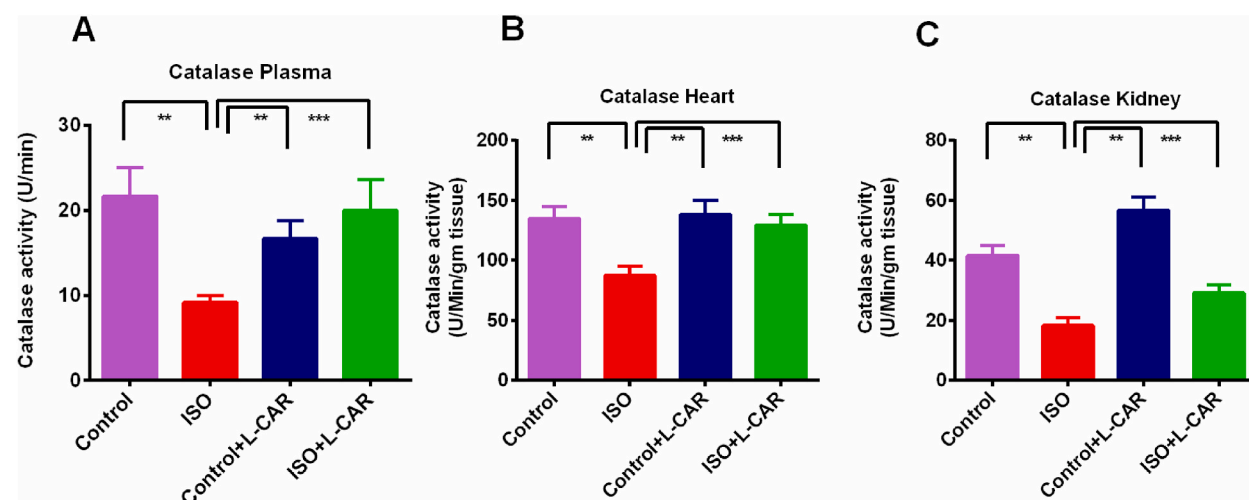 A
Catalase Plasma
** ** ***
Catalase activity (U/min)
30
20
10
0
Control
ISO
Control+L-CAR
ISO+L-CAR
B
Catalase Heart
** ** ***
Catalase activity
(U/Min/gm tissue)
200
150
100
50
0
Control
ISO
Control+L-CAR
ISO+L-CAR
C
Catalase Kidney
** ** ***
Catalase activity
(U/Min/gm tissue)
80
60
40
20
0
Control
ISO
Control+L-CAR
ISO+L-CAR